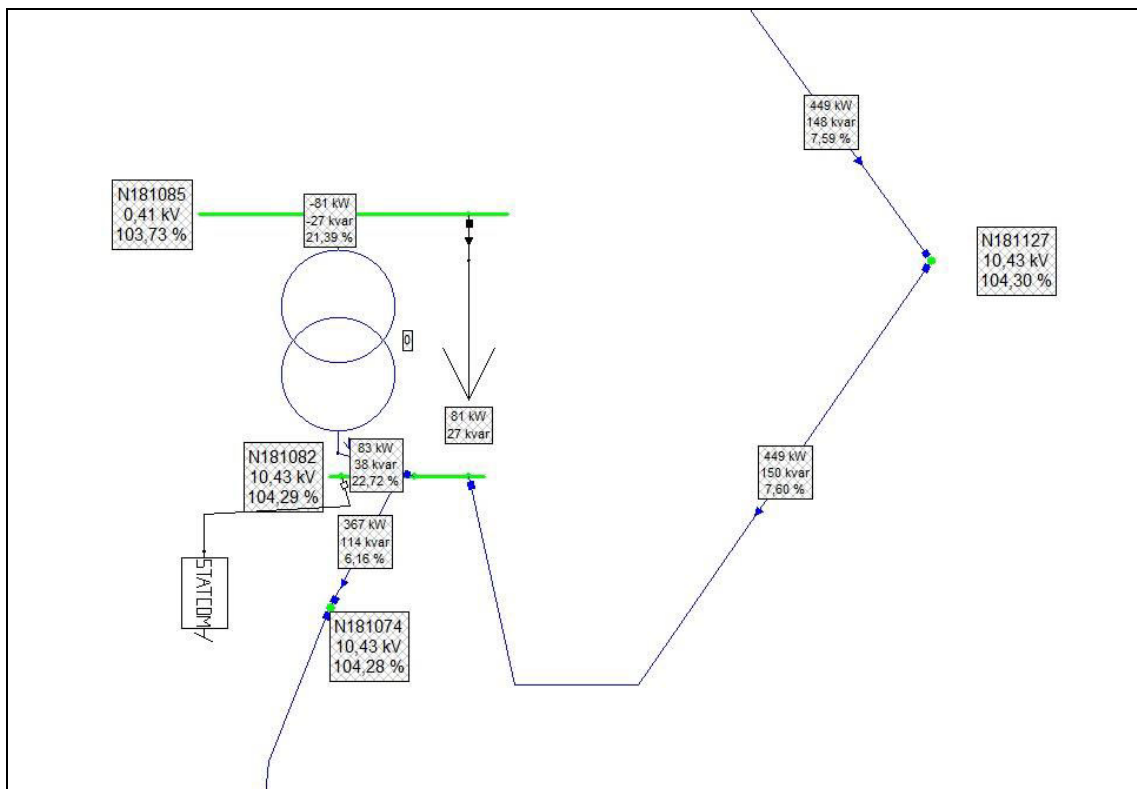 449 kW
148 kvar
7,59 %
N181085
0,41 kV
103,73 %
-81 kW
-27 kvar
21,39 %
N181127
10,43 kV
104,30 %
0
81 kW
27 kvar
N181082
10,43 kV
104,29 %
83 kW
38 kvar
22,72 %
449 kW
150 kvar
7,60 %
367 kW
114 kvar
6,16 %
STATCOM
N181074
10,43 kV
104,28 %